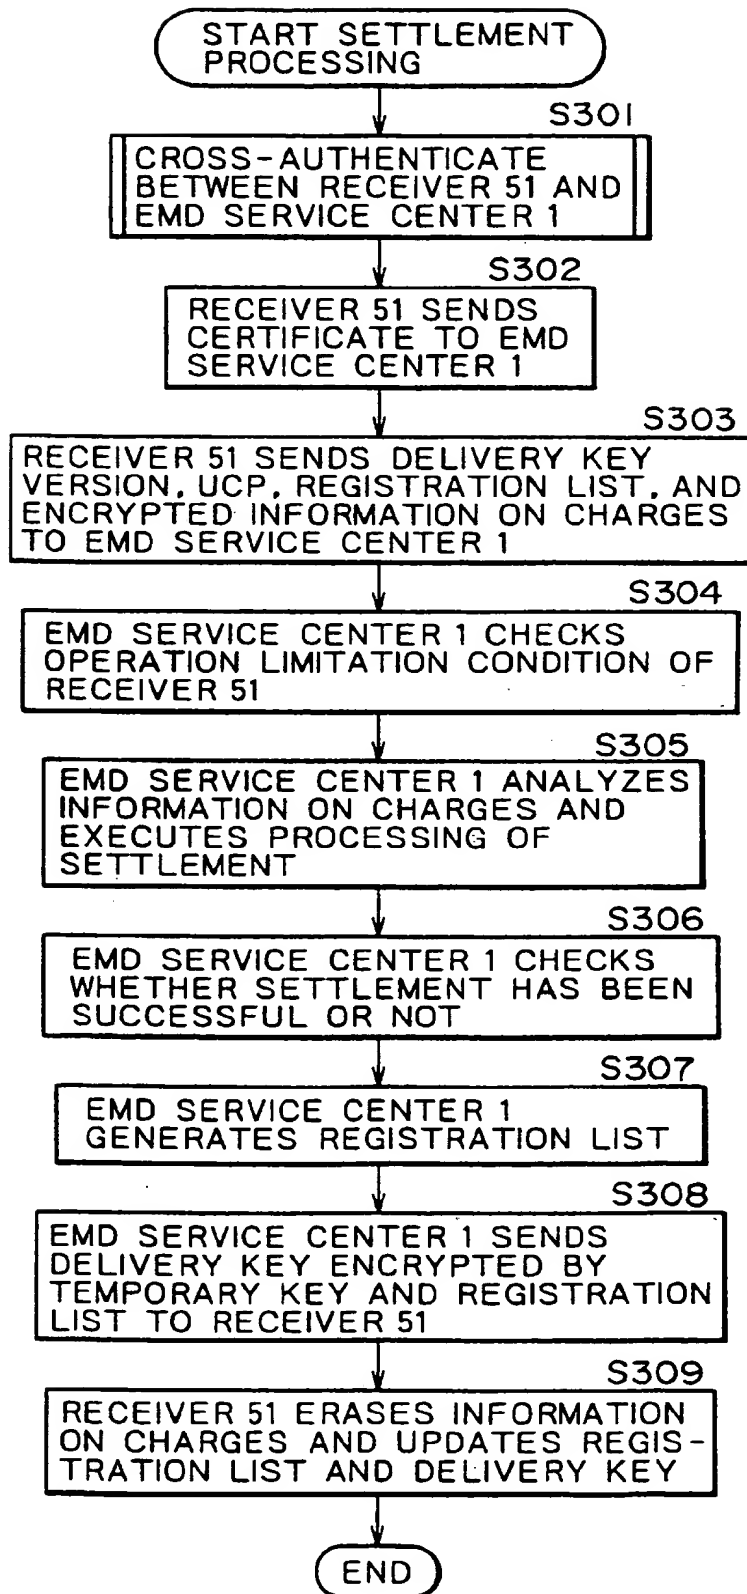 START SETTLEMENT
PROCESSING
S301
CROSS-AUTHENTICATE
BETWEEN RECEIVER 51 AND
EMD SERVICE CENTER 1
S302
RECEIVER 51 SENDS
CERTIFICATE TO EMD
SERVICE CENTER 1
S303
RECEIVER 51 SENDS DELIVERY KEY
VERSION, UCP, REGISTRATION LIST, AND
ENCRYPTED INFORMATION ON CHARGES
TO EMD SERVICE CENTER 1
S304
EMD SERVICE CENTER 1 CHECKS
OPERATION LIMITATION CONDITION OF
RECEIVER 51
S305
EMD SERVICE CENTER 1 ANALYZES
INFORMATION ON CHARGES AND
EXECUTES PROCESSING OF
SETTLEMENT
S306
EMD SERVICE CENTER 1 CHECKS
WHETHER SETTLEMENT HAS BEEN
SUCCESSFUL OR NOT
S307
EMD SERVICE CENTER 1
GENERATES REGISTRATION LIST
S308
EMD SERVICE CENTER 1 SENDS
DELIVERY KEY ENCRYPTED BY
TEMPORARY KEY AND REGISTRATION
LIST TO RECEIVER 51
S309
RECEIVER 51 ERASES INFORMATION
ON CHARGES AND UPDATES REGIS-
TRATION LIST AND DELIVERY KEY
END